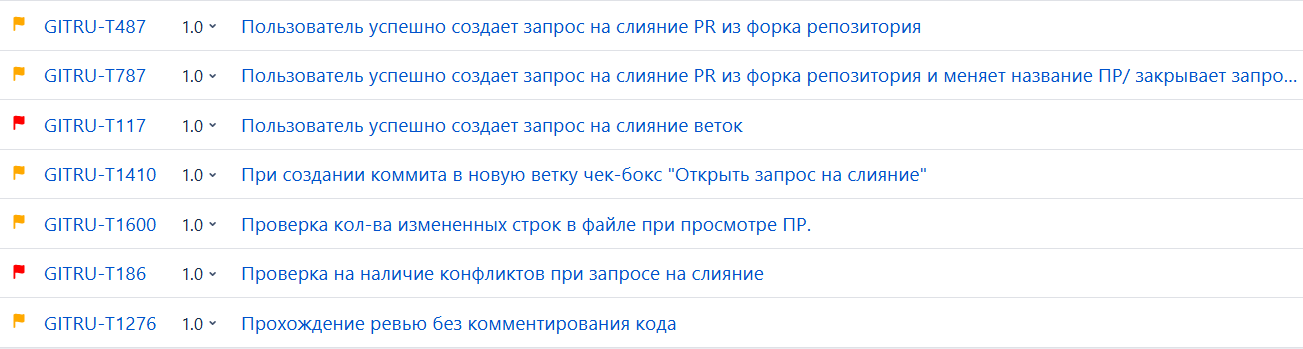 GITRU-T487 1.0 Пользователь успешно создает запрос на слияние PR из форка репозитория
GITRU-T787 1.0 Пользователь успешно создает запрос на слияние PR из форка репозитория и меняет название ПР/ закрывает запро...
GITRU-T117 1.0 Пользователь успешно создает запрос на слияние веток
GITRU-T1410 1.0 При создании коммита в новую ветку чек-бокс "Открыть запрос на слияние"
GITRU-T1600 1.0 Проверка кол-ва измененных строк в файле при просмотре ПР.
GITRU-T186 1.0 Проверка на наличие конфликтов при запросе на слияние
GITRU-T1276 1.0 Прохождение ревью без комментирования кода